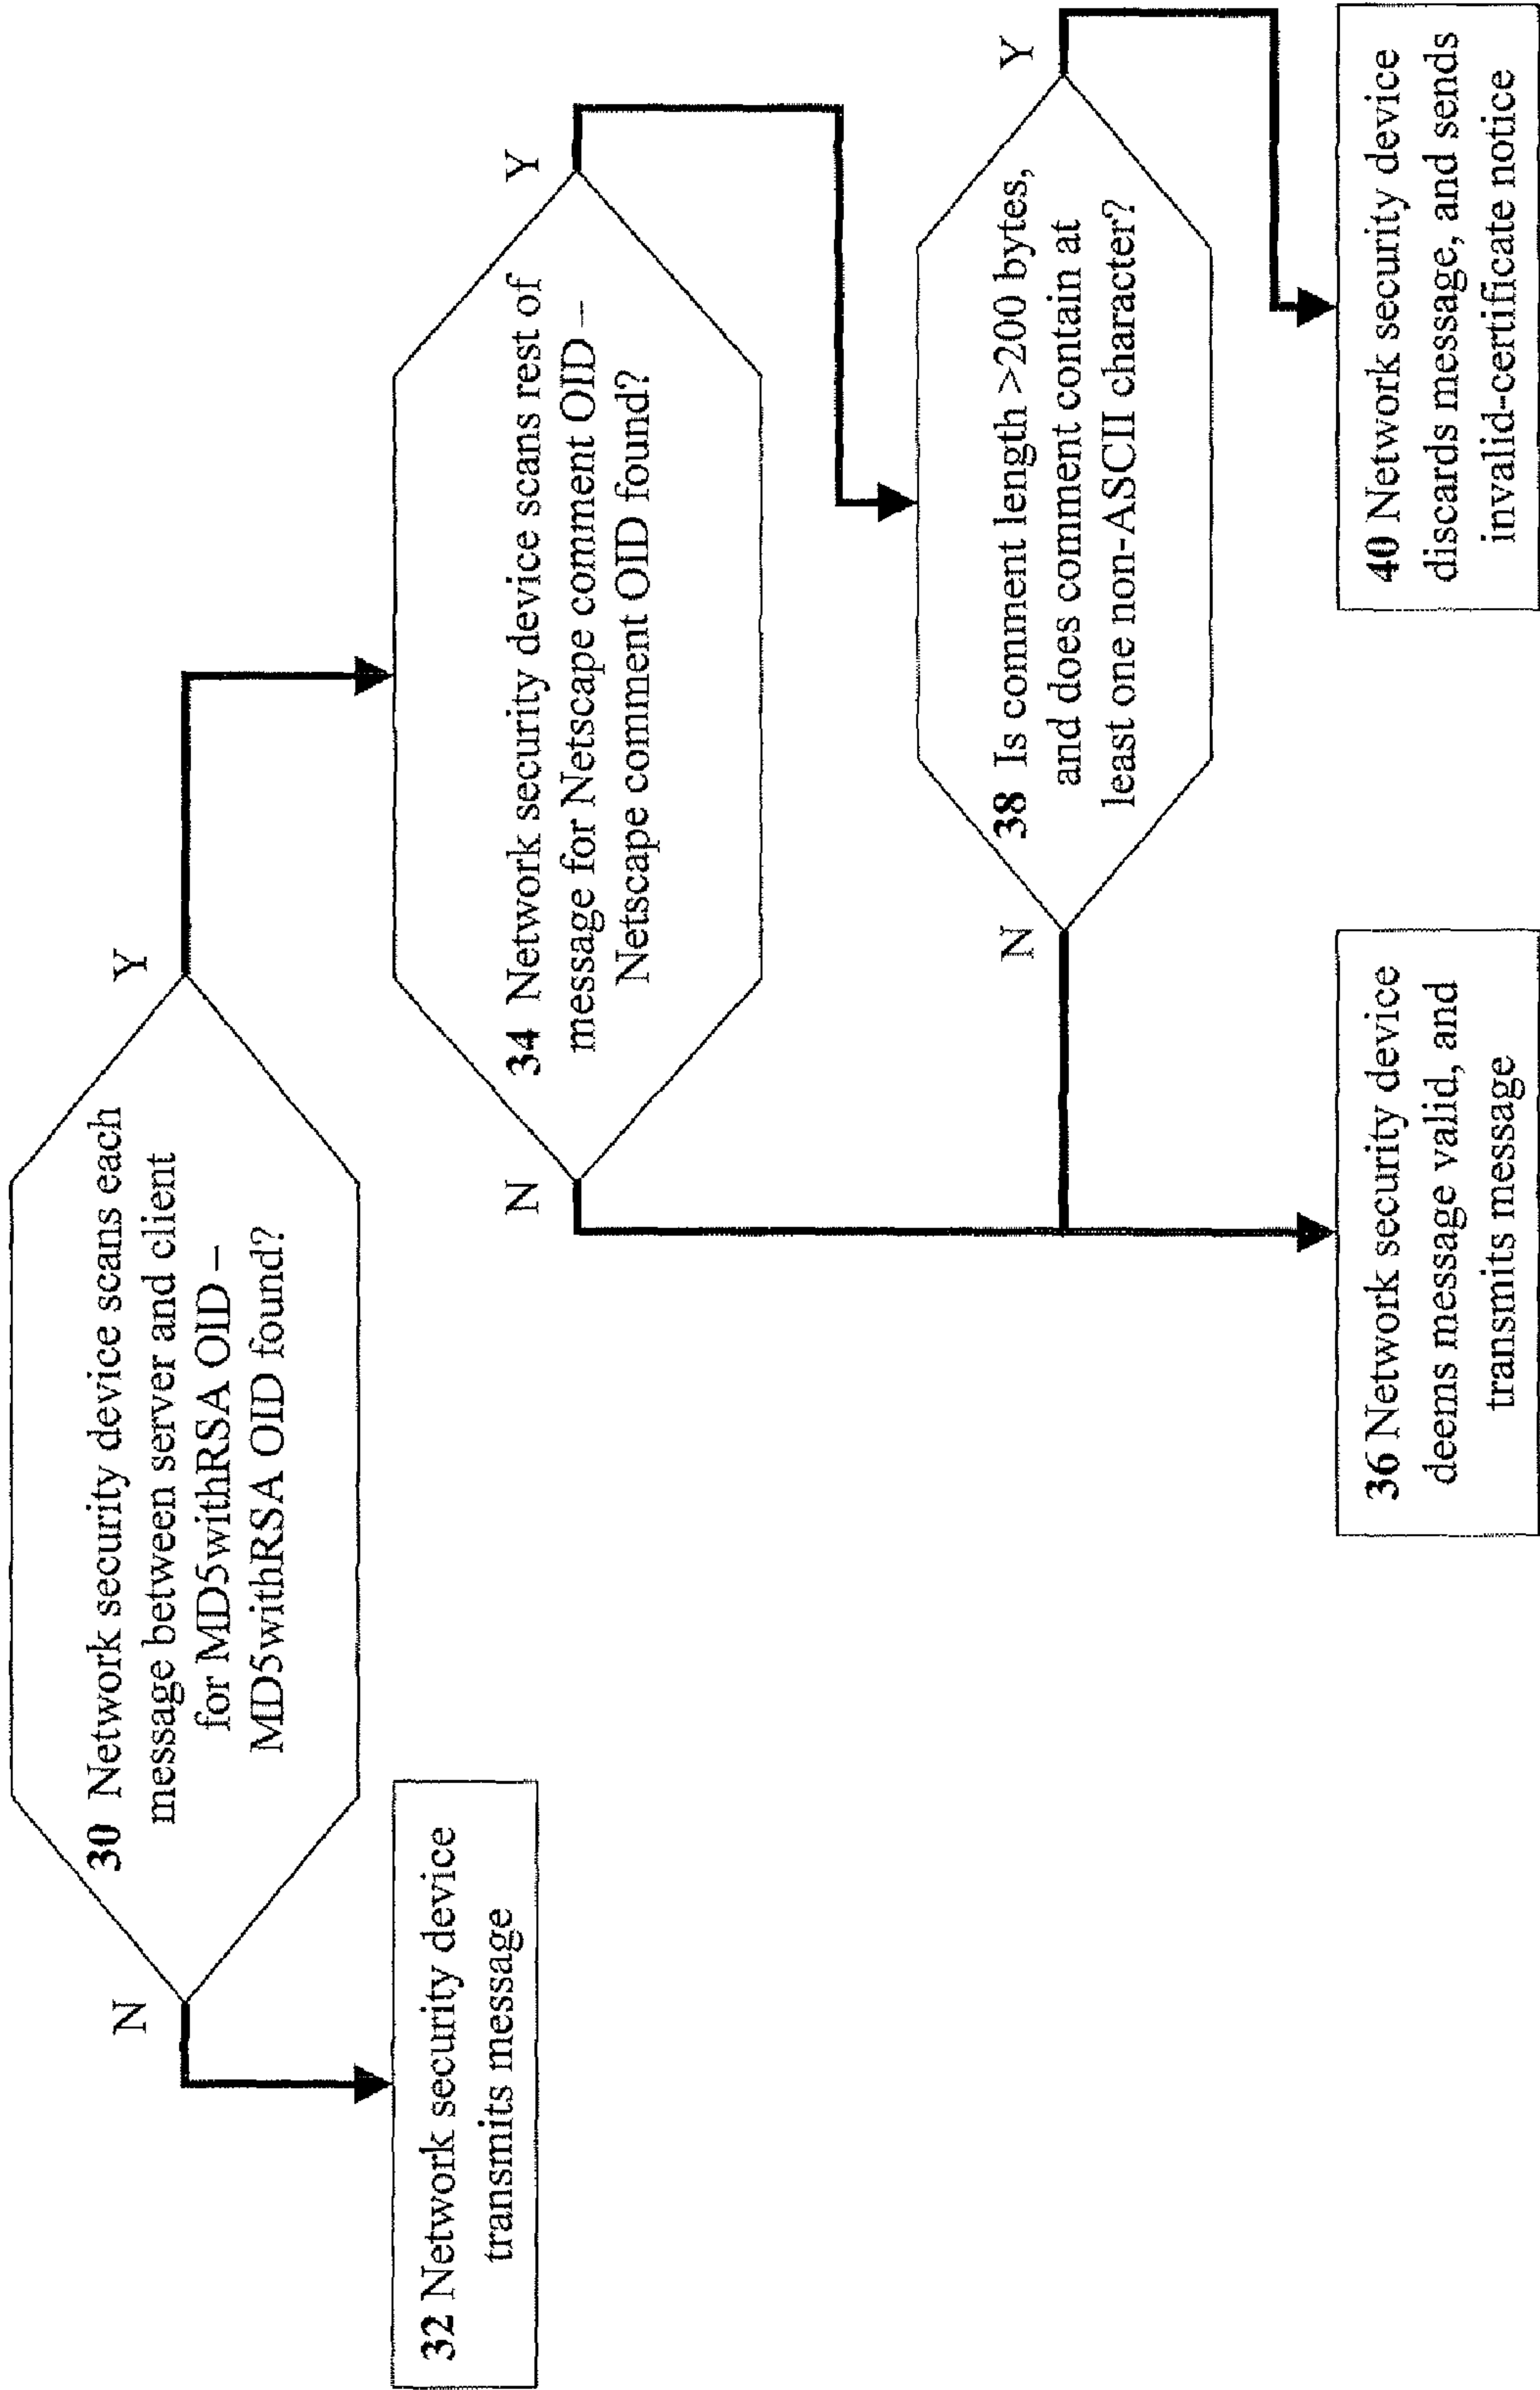 30 Network security device scans each
message between server and client
for MD5withRSA OID –
MD5withRSA OID found?
N
Y
32 Network security device
transmits message
34 Network security device scans rest of
message for Netscape comment OID –
Netscape comment OID found?
N
Y
38 Is comment length >200 bytes,
and does comment contain at
least one non-ASCII character?
N
Y
36 Network security device
deems message valid, and
transmits message
40 Network security device
discards message, and sends
invalid-certificate notice